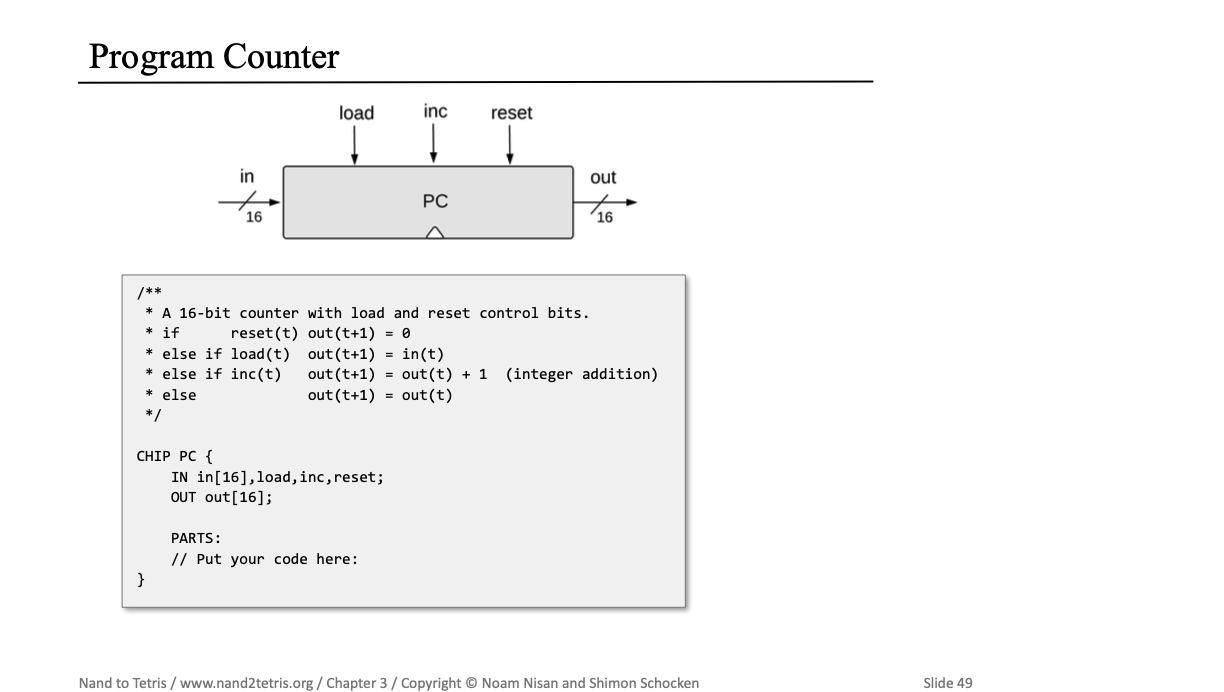 Program Counter
load inc reset
in
out
PC
16
16
/**
* A 16-bit counter with load and reset control bits.
* if      reset(t) out(t+1) = 0
* else if load(t)  out(t+1) = in(t)
* else if inc(t)   out(t+1) = out(t) + 1  (integer addition)
* else             out(t+1) = out(t)
*/
CHIP PC {
IN in[16],load,inc,reset;
OUT out[16];
PARTS:
// Put your code here:
}
Nand to Tetris / www.nand2tetris.org / Chapter 3 / Copyright © Noam Nisan and Shimon Schocken
Slide 49